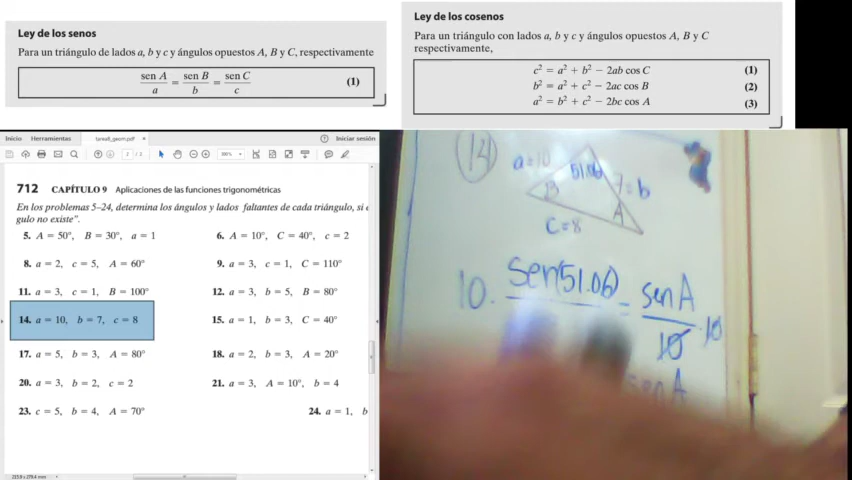 Ley de los senos
Para un triángulo de lados a, b y c y ángulos opuestos A, B y C, respectivamente
sen A / a = sen B / b = sen C / c (1)
Ley de los cosenos
Para un triángulo con lados a, b y c y ángulos opuestos A, B y C
respectivamente,
c² = a² + b² − 2ab cos C (1)
b² = a² + c² − 2ac cos B (2)
a² = b² + c² − 2bc cos A (3)
Inicio Herramientas Iniciar sesión
712 CAPÍTULO 9 Aplicaciones de las funciones trigonométricas
En los problemas 5–24, determina los ángulos y lados faltantes de cada triángulo, si
gulo no existe".
5. A = 50°, B = 30°, a = 1 6. A = 10°, C = 40°, c = 2
8. a = 2, c = 5, A = 60° 9. a = 3, c = 1, C = 110°
11. a = 3, c = 1, B = 100° 12. a = 3, b = 5, B = 80°
14. a = 10, b = 7, c = 8 15. a = 1, b = 3, C = 40°
17. a = 5, b = 3, A = 80° 18. a = 2, b = 3, A = 20°
20. a = 3, b = 2, c = 2 21. a = 3, A = 10°, b = 4
23. c = 5, b = 4, A = 70° 24. a = 1, b
14
a=10 51.06 7=b
B A
c=8
10. sen(51.06) = sen A / 10 · 10
= sen A